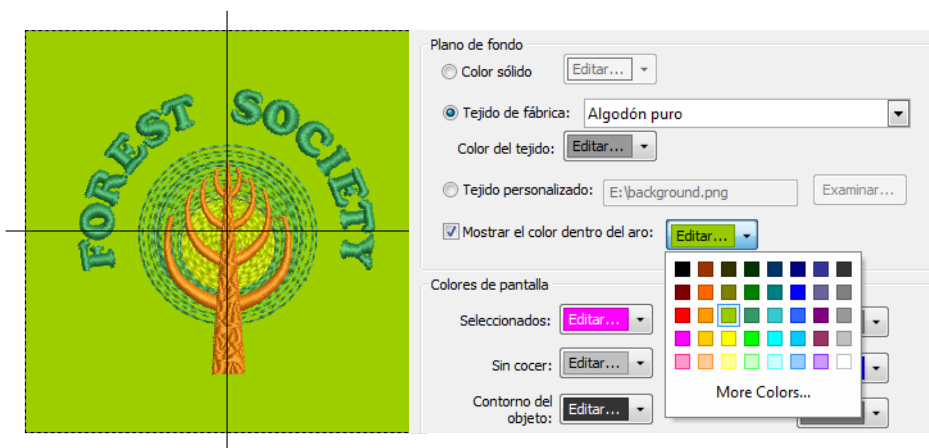 FOREST SOCIETY
Plano de fondo
Color sólido
Editar...
Tejido de fábrica:
Algodón puro
Color del tejido:
Editar...
Tejido personalizado:
E:\background.png
Examinar...
Mostrar el color dentro del aro:
Editar...
Colores de pantalla
Seleccionados:
Editar...
Sin cocer:
Editar...
Contorno del
objeto:
Editar...
More Colors...